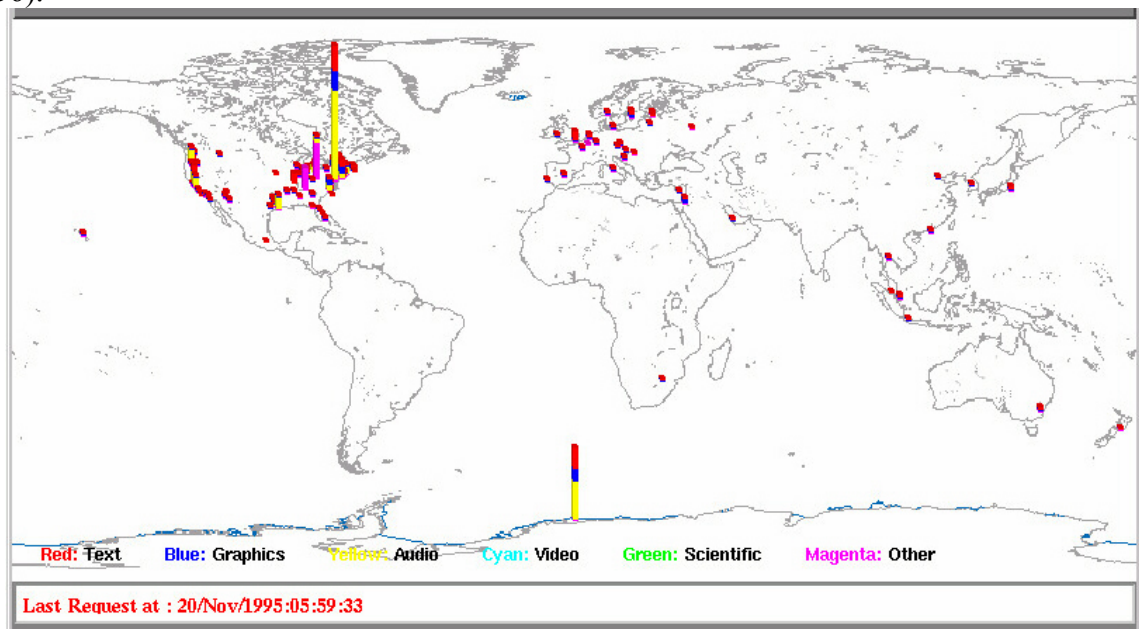 Red: Text Blue: Graphics Yellow: Audio Cyan: Video Green: Scientific Magenta: Other
Last Request at : 20/Nov/1995:05:59:33